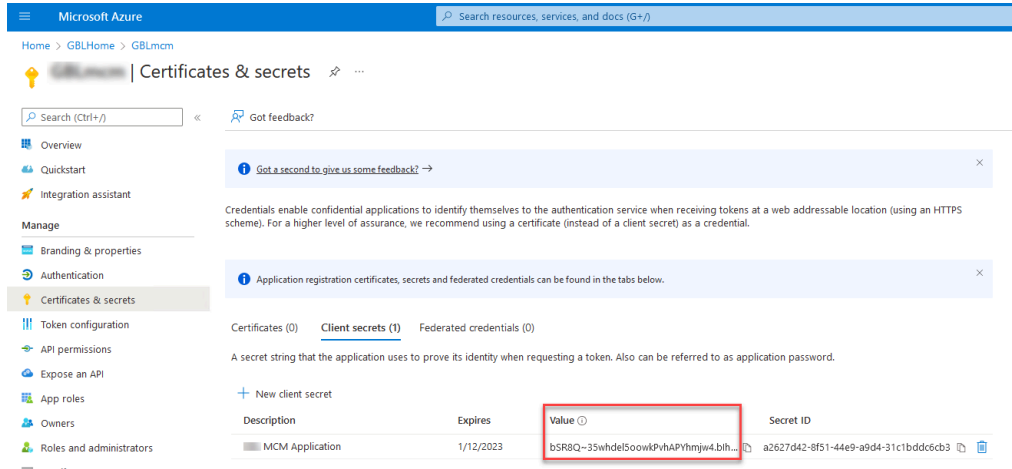 Microsoft Azure
Search resources, services, and docs (G+/)
Home > GBLHome > GBLmcm
| Certificates & secrets
Search (Ctrl+/)
«
Got feedback?
Overview
Quickstart
Got a second to give us some feedback? →
Integration assistant
Credentials enable confidential applications to identify themselves to the authentication service when receiving tokens at a web addressable location (using an HTTPS
scheme). For a higher level of assurance, we recommend using a certificate (instead of a client secret) as a credential.
Manage
Branding & properties
Authentication
Application registration certificates, secrets and federated credentials can be found in the tabs below.
Certificates & secrets
Token configuration
Certificates (0) Client secrets (1) Federated credentials (0)
API permissions
A secret string that the application uses to prove its identity when requesting a token. Also can be referred to as application password.
Expose an API
App roles
+ New client secret
Owners
Description Expires Value Secret ID
Roles and administrators
MCM Application 1/12/2023 bSR8Q~35whdel5oowkPvhAPYhmjw4.bIh... a2627d42-8f51-44e9-a9d4-31c1bddc6cb3